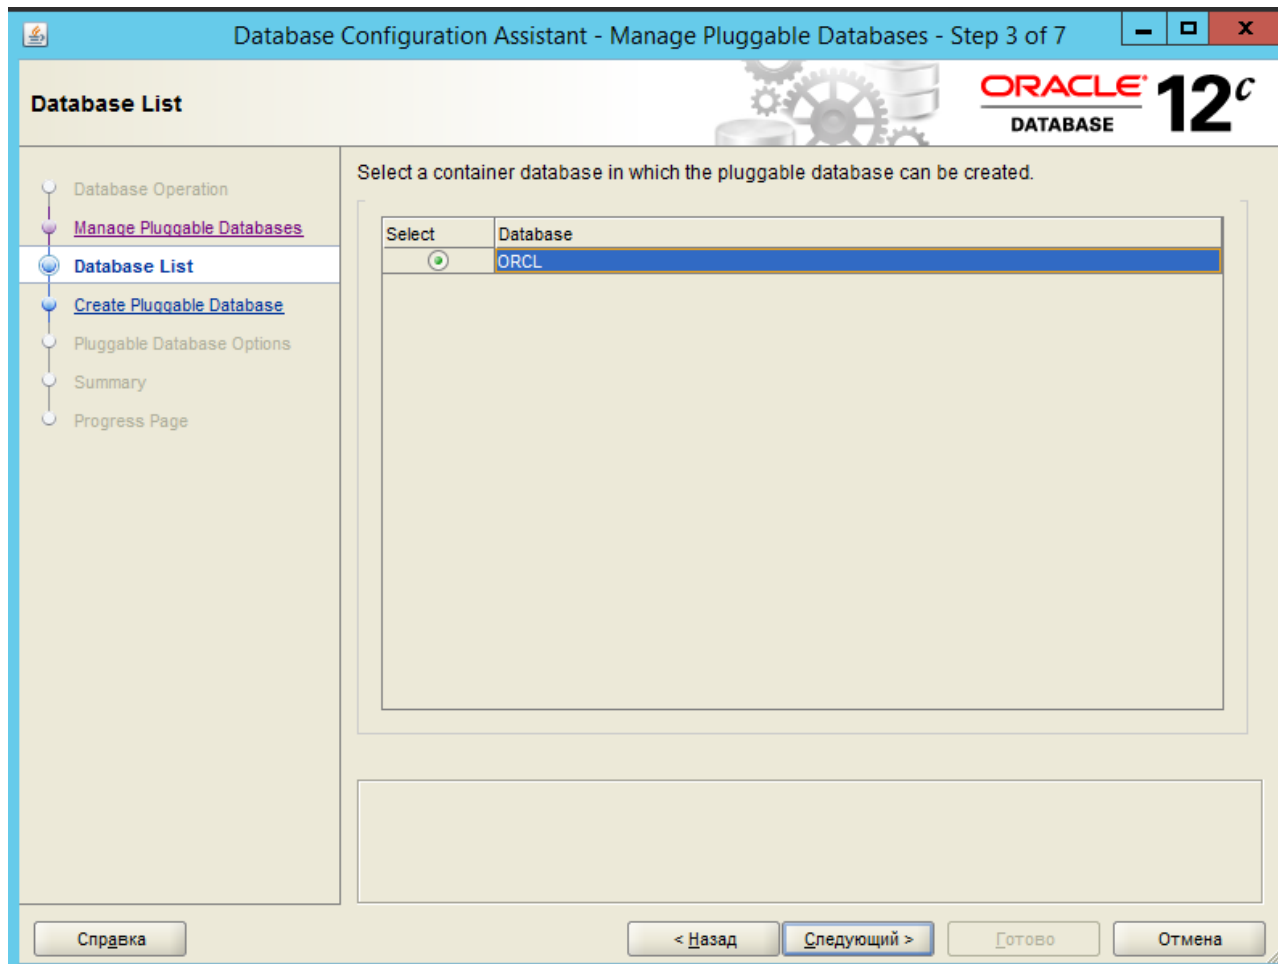 Database Configuration Assistant - Manage Pluggable Databases - Step 3 of 7
Database List
ORACLE DATABASE 12c
Database Operation
Manage Pluggable Databases
Database List
Create Pluggable Database
Pluggable Database Options
Summary
Progress Page
Select a container database in which the pluggable database can be created.
Select Database
ORCL
Справка
< Назад
Следующий >
Готово
Отмена